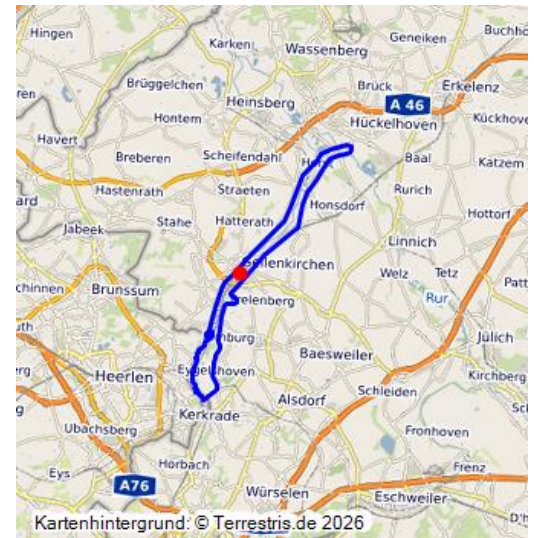 Hingen
Karken
Geneiken
Wassenberg
Brüggelchen
Brück
Erkelenz
Heinsberg
A 46
Hontem
Hückelhoven
Kückhove
Havert
Breberen
Scheifendahl
Baal
Katzem
Hastenrath
Straeten
Rurich
Honsdorf
Hottorf
Stahe
Hatterath
Jabeek
Linnich
Welz
Tetz
Brunssum
Rur
Baesweiler
Jülich
Heerlen
Kirchberg
Schleiden
Alsdorf
Kerkrade
Ubachsberg
Fronhoven
Horbach
Eys
Frenz
A76
Würselen
Eschweiler
Kartenhintergrund: © Terrestris.de 2026